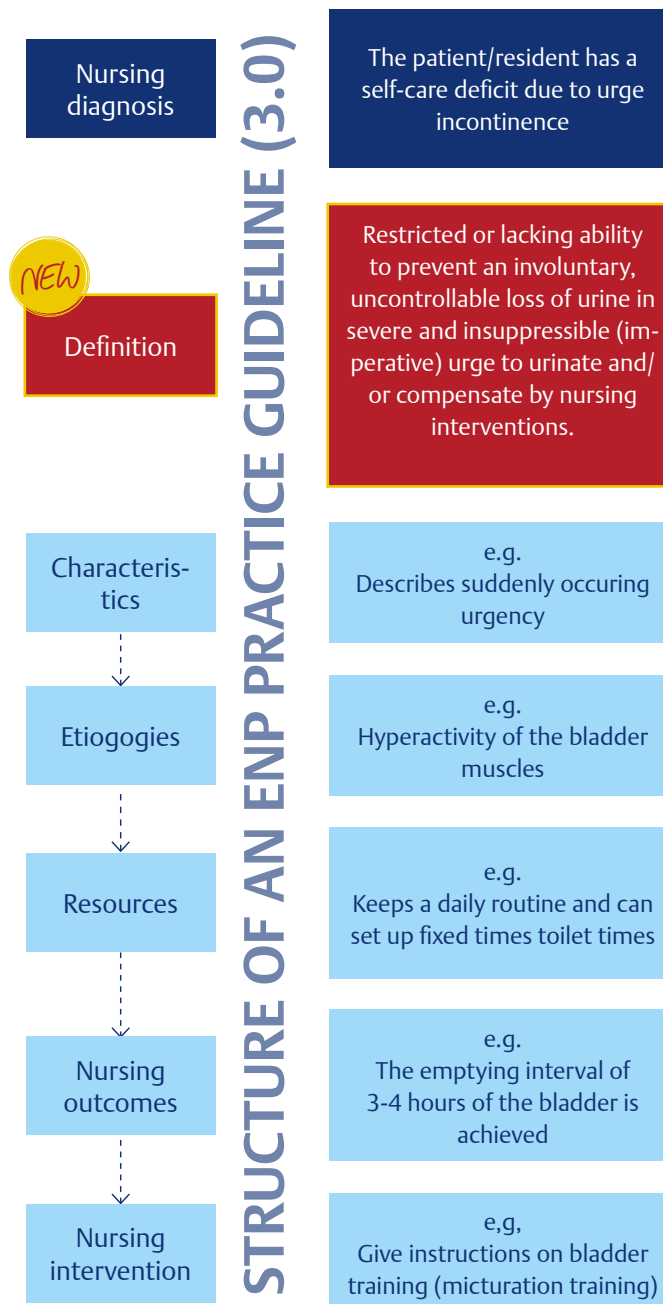 STRUCTURE OF AN ENP PRACTICE GUIDELINE (3.0)
Nursing
diagnosis
The patient/resident has a
self-care deficit due to urge
incontinence
NEW
Definition
Restricted or lacking ability
to prevent an involuntary,
uncontrollable loss of urine in
severe and insuppressible (im-
perative) urge to urinate and/
or compensate by nursing
interventions.
Characteris-
tics
e.g.
Describes suddenly occuring
urgency
Etiogogies
e.g.
Hyperactivity of the bladder
muscles
Resources
e.g.
Keeps a daily routine and can
set up fixed times toilet times
Nursing
outcomes
e.g.
The emptying interval of
3-4 hours of the bladder is
achieved
Nursing
intervention
e,g,
Give instructions on bladder
training (micturation training)